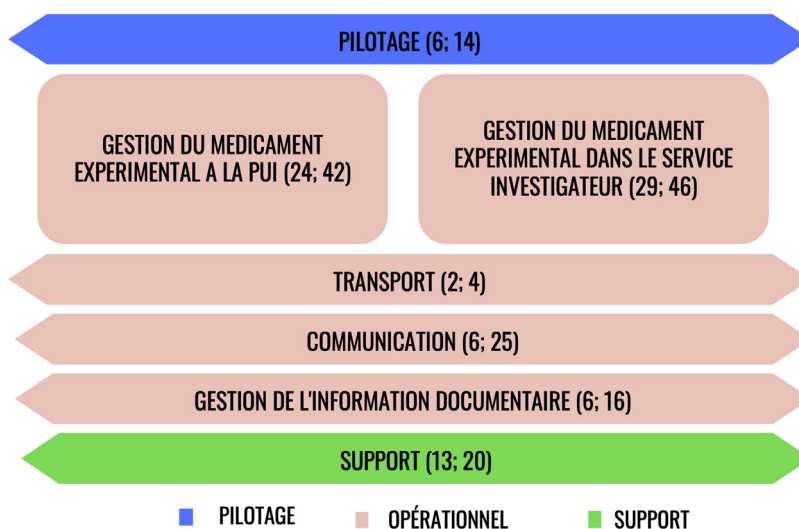 PILOTAGE (6; 14)
GESTION DU MEDICAMENT
EXPERIMENTAL A LA PUI (24; 42)
GESTION DU MEDICAMENT
EXPERIMENTAL DANS LE SERVICE
INVESTIGATEUR (29; 46)
TRANSPORT (2; 4)
COMMUNICATION (6; 25)
GESTION DE L'INFORMATION DOCUMENTAIRE (6; 16)
SUPPORT (13; 20)
PILOTAGE OPÉRATIONNEL SUPPORT